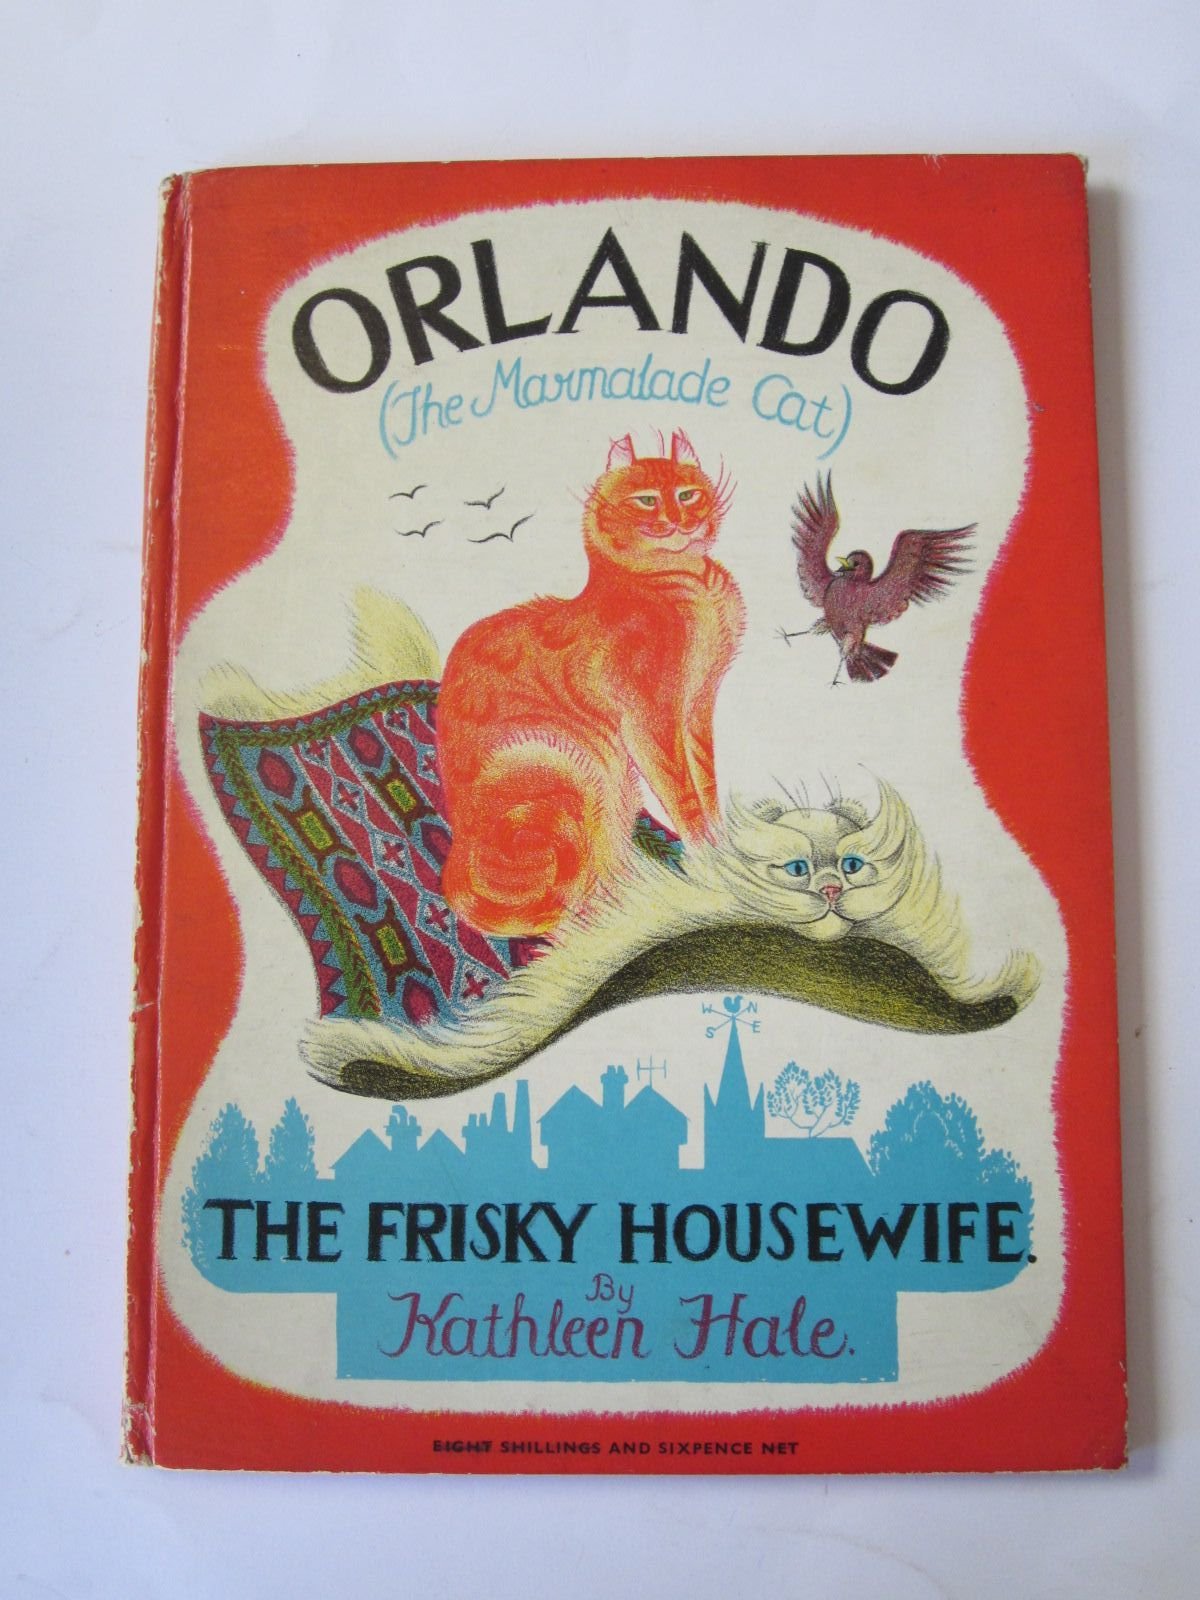 ORLANDO
(The Marmalade Cat)
W N
S E
THE FRISKY HOUSEWIFE.
By
Kathleen Hale.
EIGHT SHILLINGS AND SIXPENCE NET